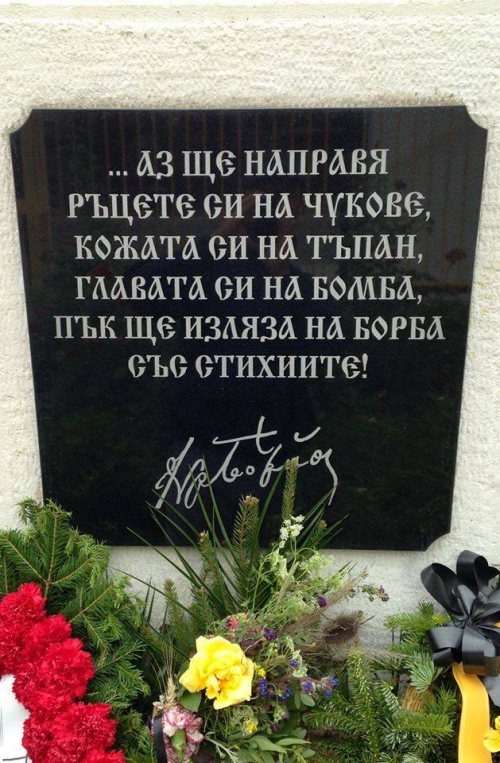 ... АЗ ЩЕ НАПРАВЯ
РЪЦЕТЕ СИ НА ЧУКОВЕ,
КОЖАТА СИ НА ТЪПАН,
ГЛАВАТА СИ НА БОМБА,
ПЪК ЩЕ ИЗЛЯЗА НА БОРБА
СЪС СТИХИИТЕ!